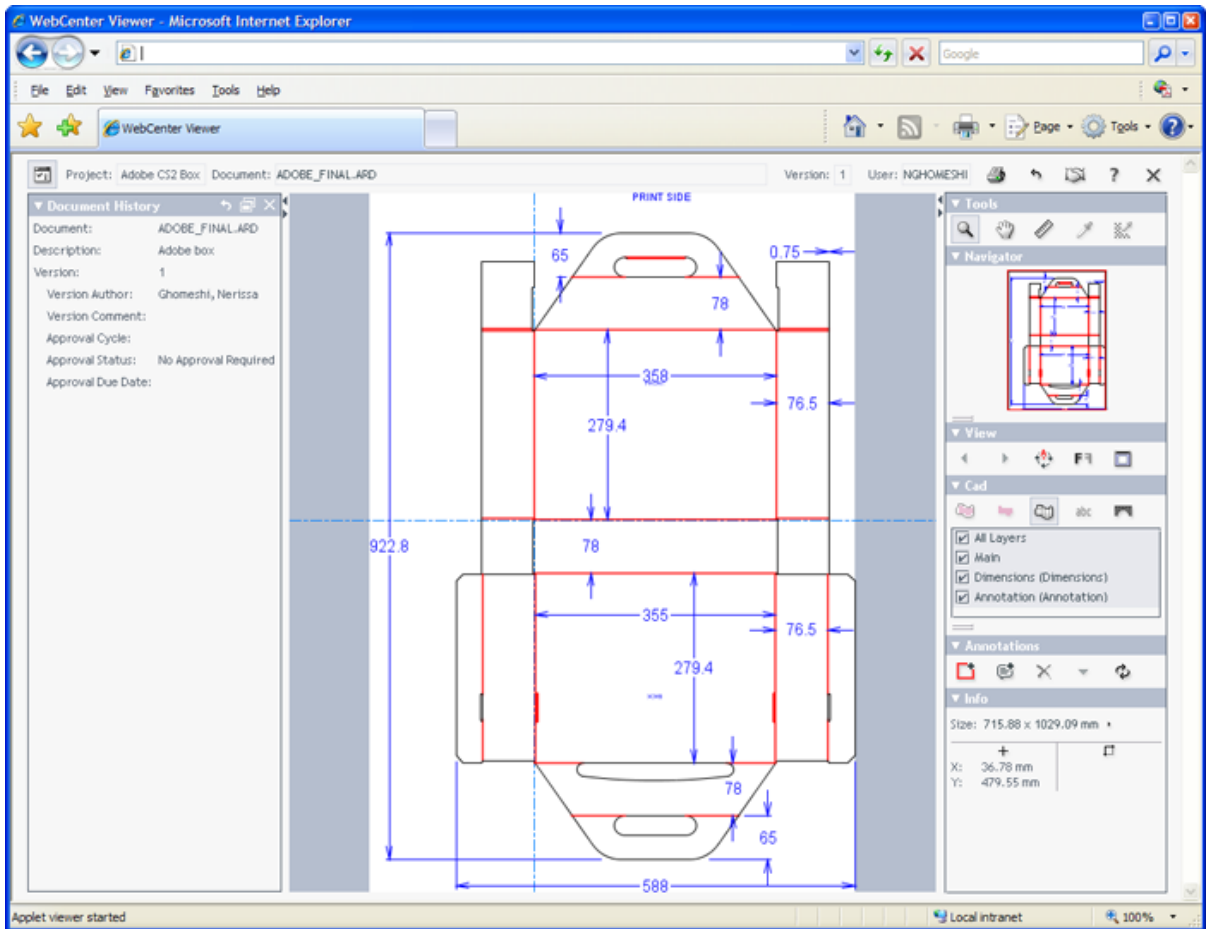 WebCenter Viewer - Microsoft Internet Explorer
Google
File Edit View Favorites Tools Help
WebCenter Viewer
Page Tools
Project: Adobe CS2 Box Document: ADOBE_FINAL.ARD Version: 1 User: NGHOMESHI
Document History
Document: ADOBE_FINAL.ARD
Description: Adobe box
Version: 1
Version Author: Ghomeshi, Nerissa
Version Comment:
Approval Cycle:
Approval Status: No Approval Required
Approval Due Date:
PRINT SIDE
65
0.75
78
358
76.5
279.4
922.8
78
355
76.5
279.4
78
65
588
Tools
Navigator
View
F
Cad
abc
All Layers
Main
Dimensions (Dimensions)
Annotation (Annotation)
Annotations
Info
Size: 715.88 x 1029.09 mm
X: 36.78 mm
Y: 479.55 mm
Applet viewer started
Local intranet
100%